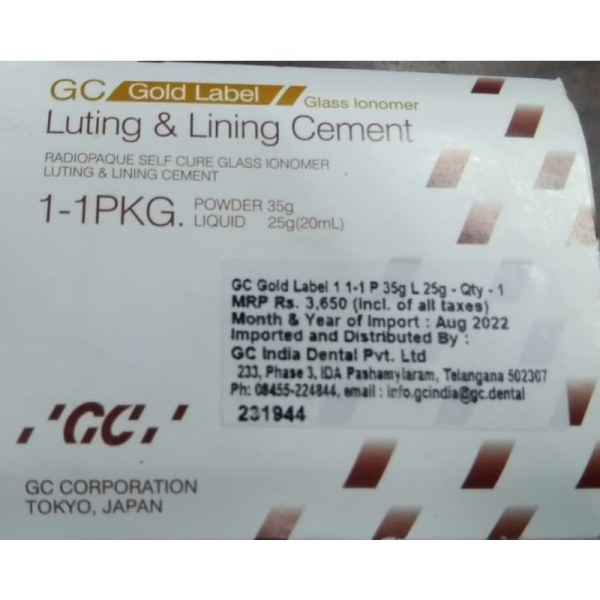 GC Gold Label Glass Ionomer
Luting & Lining Cement
RADIOPAQUE SELF CURE GLASS IONOMER
LUTING & LINING CEMENT
1-1PKG. POWDER 35g
LIQUID 25g(20mL)
GC Gold Label 1 1-1 P 35g L 25g - Qty - 1
MRP Rs. 3,650 (Incl. of all taxes)
Month & Year of Import : Aug 2022
Imported and Distributed By :
GC India Dental Pvt. Ltd
233, Phase 3, IDA Pashamylaram, Telangana 502307
Ph: 08455-224844, email : info.gcindia@gc.dental
231944
GC
GC CORPORATION
TOKYO, JAPAN